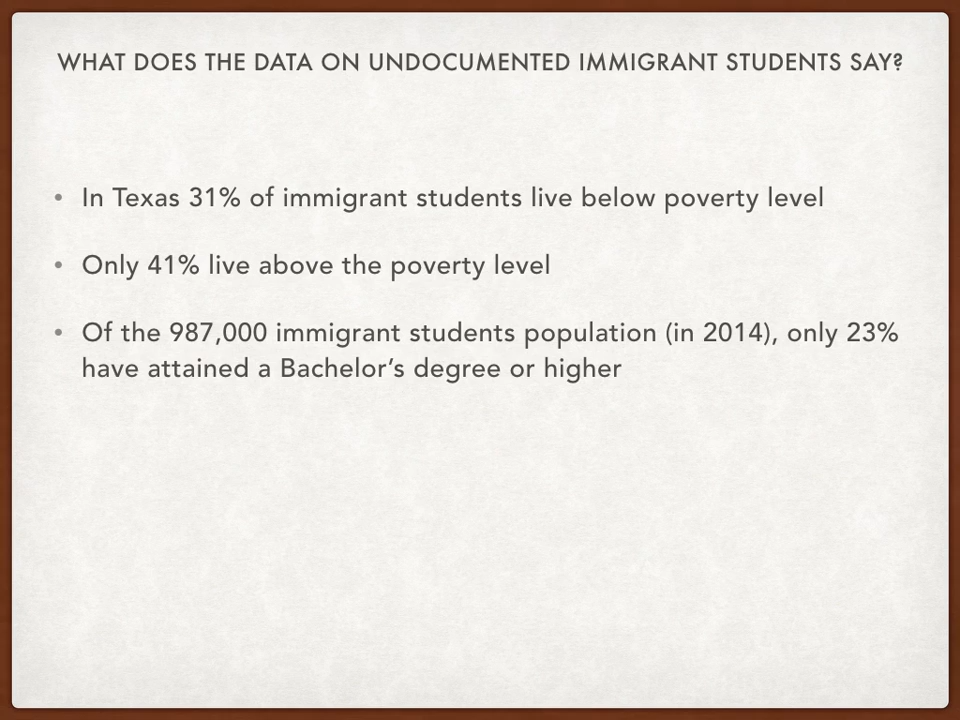 WHAT DOES THE DATA ON UNDOCUMENTED IMMIGRANT STUDENTS SAY?
• In Texas 31% of immigrant students live below poverty level
• Only 41% live above the poverty level
• Of the 987,000 immigrant students population (in 2014), only 23%
have attained a Bachelor’s degree or higher